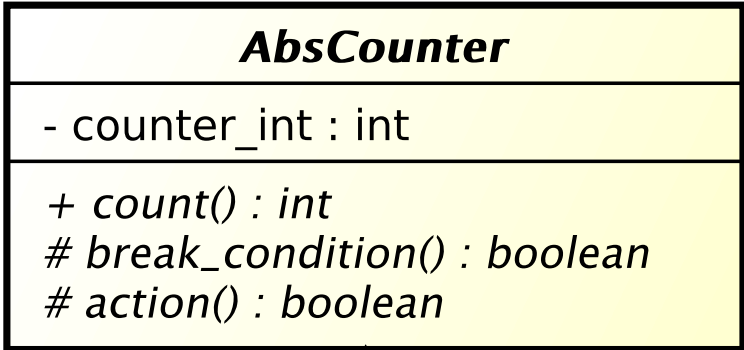 AbsCounter
- counter_int : int
+ count() : int
# break_condition() : boolean
# action() : boolean